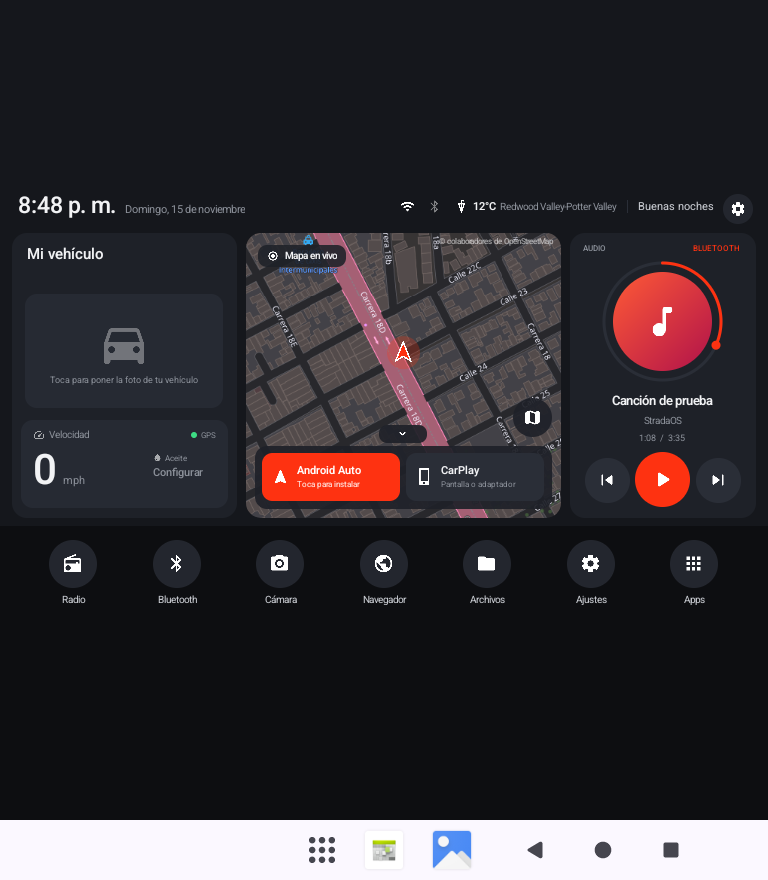 8:48 p. m.
Domingo, 15 de noviembre
12°C Redwood Valley-Potter Valley
Buenas noches
Mi vehículo
Toca para poner la foto de tu vehículo
Velocidad
GPS
0 mph
Aceite
Configurar
Mapa en vivo
© colaboradores de OpenStreetMap
Intermunicipales
Carrera 18E
Carrera 18D
Carrera 18D
Calle 22C
Calle 23
Calle 24
Carrera 18
Android Auto
Toca para instalar
CarPlay
Pantalla o adaptador
AUDIO
BLUETOOTH
Canción de prueba
StradaOS
1:08 / 3:35
Radio
Bluetooth
Cámara
Navegador
Archivos
Ajustes
Apps